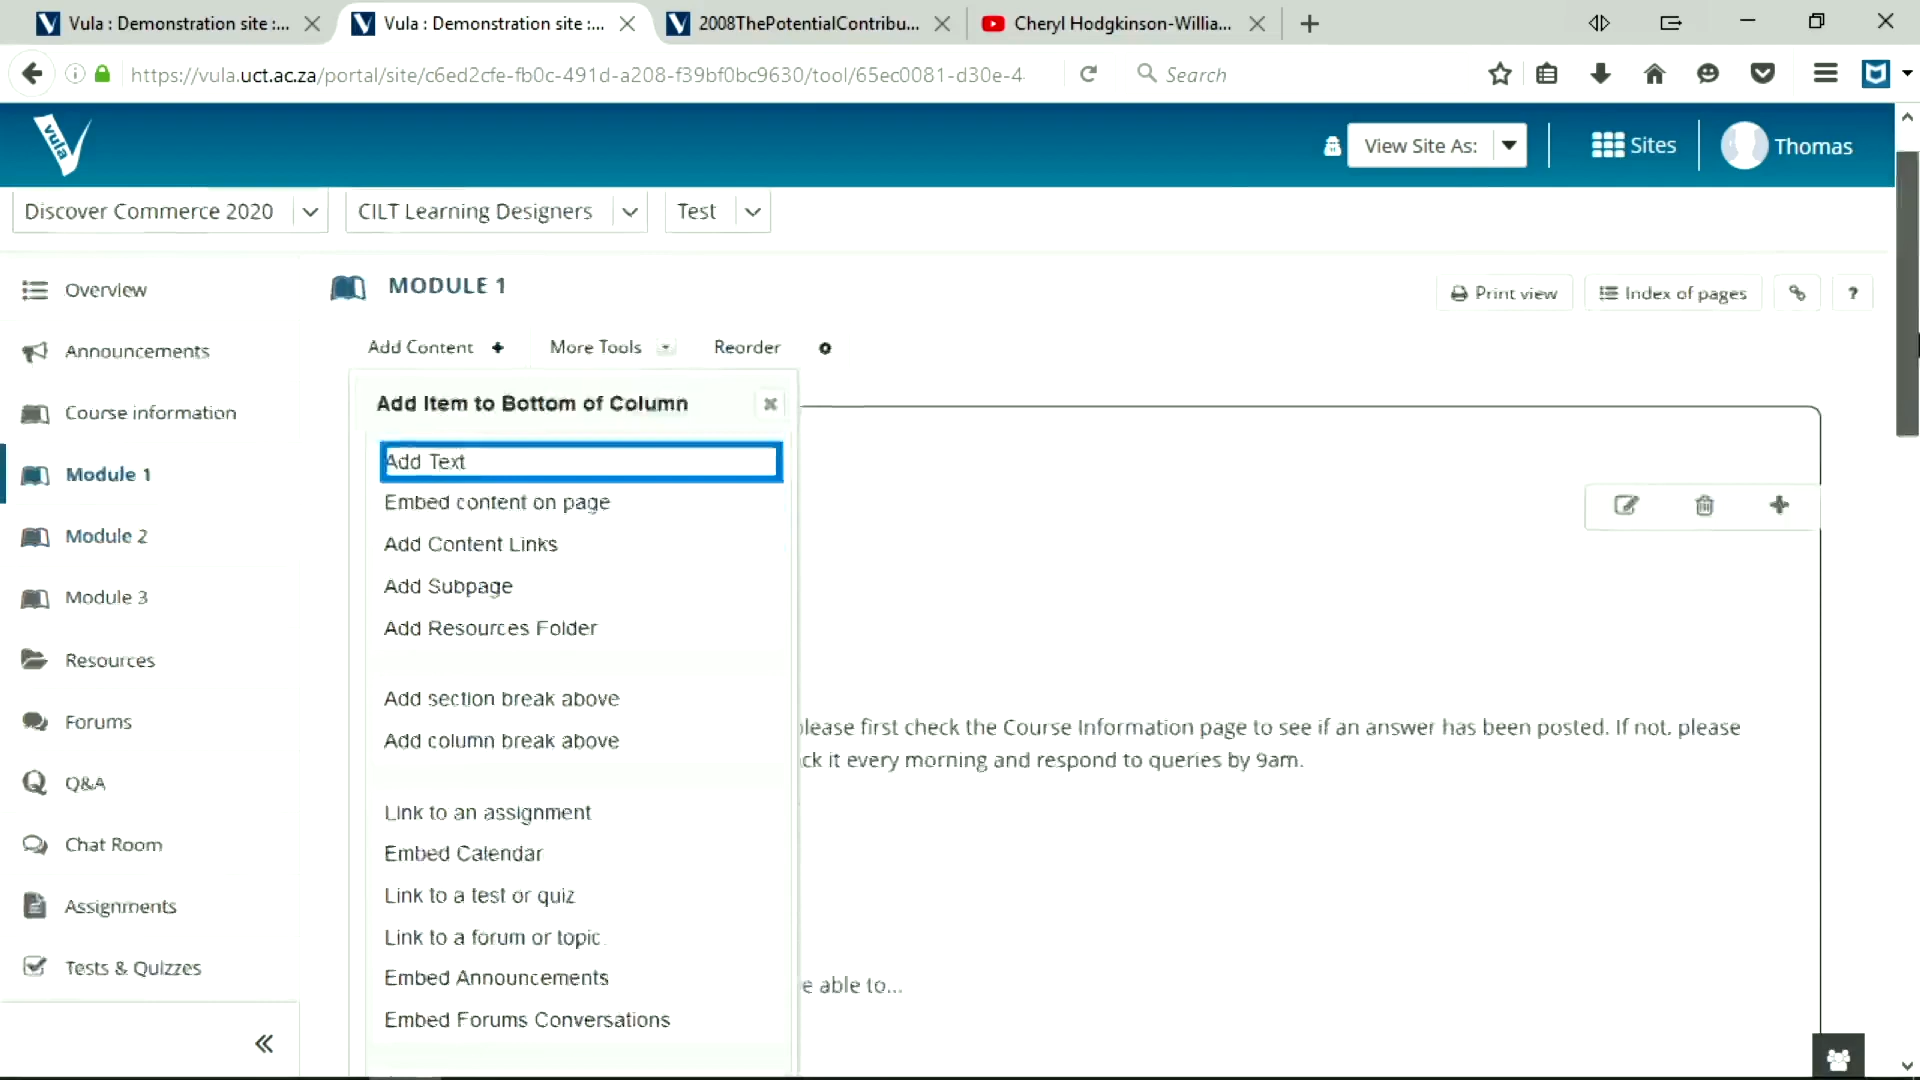 Vula : Demonstration site :...
Vula : Demonstration site :...
2008ThePotentialContribu...
Cheryl Hodgkinson-Willia...
https://vula.uct.ac.za/portal/site/c6ed2cfe-fb0c-491d-a208-f39bf0bc9630/tool/65ec0081-d30e-4
Search
vula
View Site As:
Sites
Thomas
Discover Commerce 2020
CILT Learning Designers
Test
Overview
Announcements
Course information
Module 1
Module 2
Module 3
Resources
Forums
Q&A
Chat Room
Assignments
Tests & Quizzes
MODULE 1
Print view
Index of pages
?
Add Content
More Tools
Reorder
Add Item to Bottom of Column
Add Text
Embed content on page
Add Content Links
Add Subpage
Add Resources Folder
Add section break above
Add column break above
Link to an assignment
Embed Calendar
Link to a test or quiz
Link to a forum or topic
Embed Announcements
Embed Forums Conversations
please first check the Course Information page to see if an answer has been posted. If not, please
ck it every morning and respond to queries by 9am.
e able to...